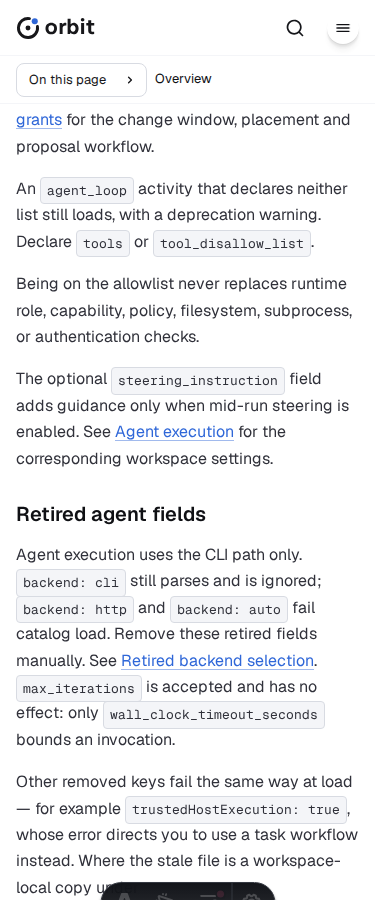 orbit
On this page
Overview
grants for the change window, placement and
proposal workflow.
An agent_loop activity that declares neither
list still loads, with a deprecation warning.
Declare tools or tool_disallow_list.
Being on the allowlist never replaces runtime
role, capability, policy, filesystem, subprocess,
or authentication checks.
The optional steering_instruction field
adds guidance only when mid-run steering is
enabled. See Agent execution for the
corresponding workspace settings.
Retired agent fields
Agent execution uses the CLI path only.
backend: cli still parses and is ignored;
backend: http and backend: auto fail
catalog load. Remove these retired fields
manually. See Retired backend selection.
max_iterations is accepted and has no
effect: only wall_clock_timeout_seconds
bounds an invocation.
Other removed keys fail the same way at load
— for example trustedHostExecution: true,
whose error directs you to use a task workflow
instead. Where the stale file is a workspace-
local copy